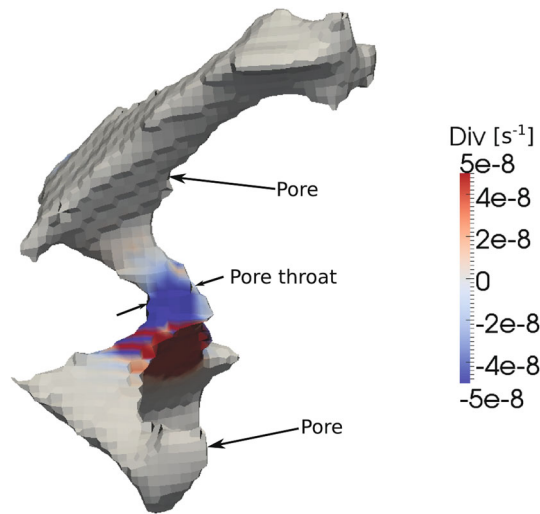 Div [s⁻¹]
5e-8
4e-8
Pore
2e-8
Pore throat
0
-2e-8
-4e-8
-5e-8
Pore